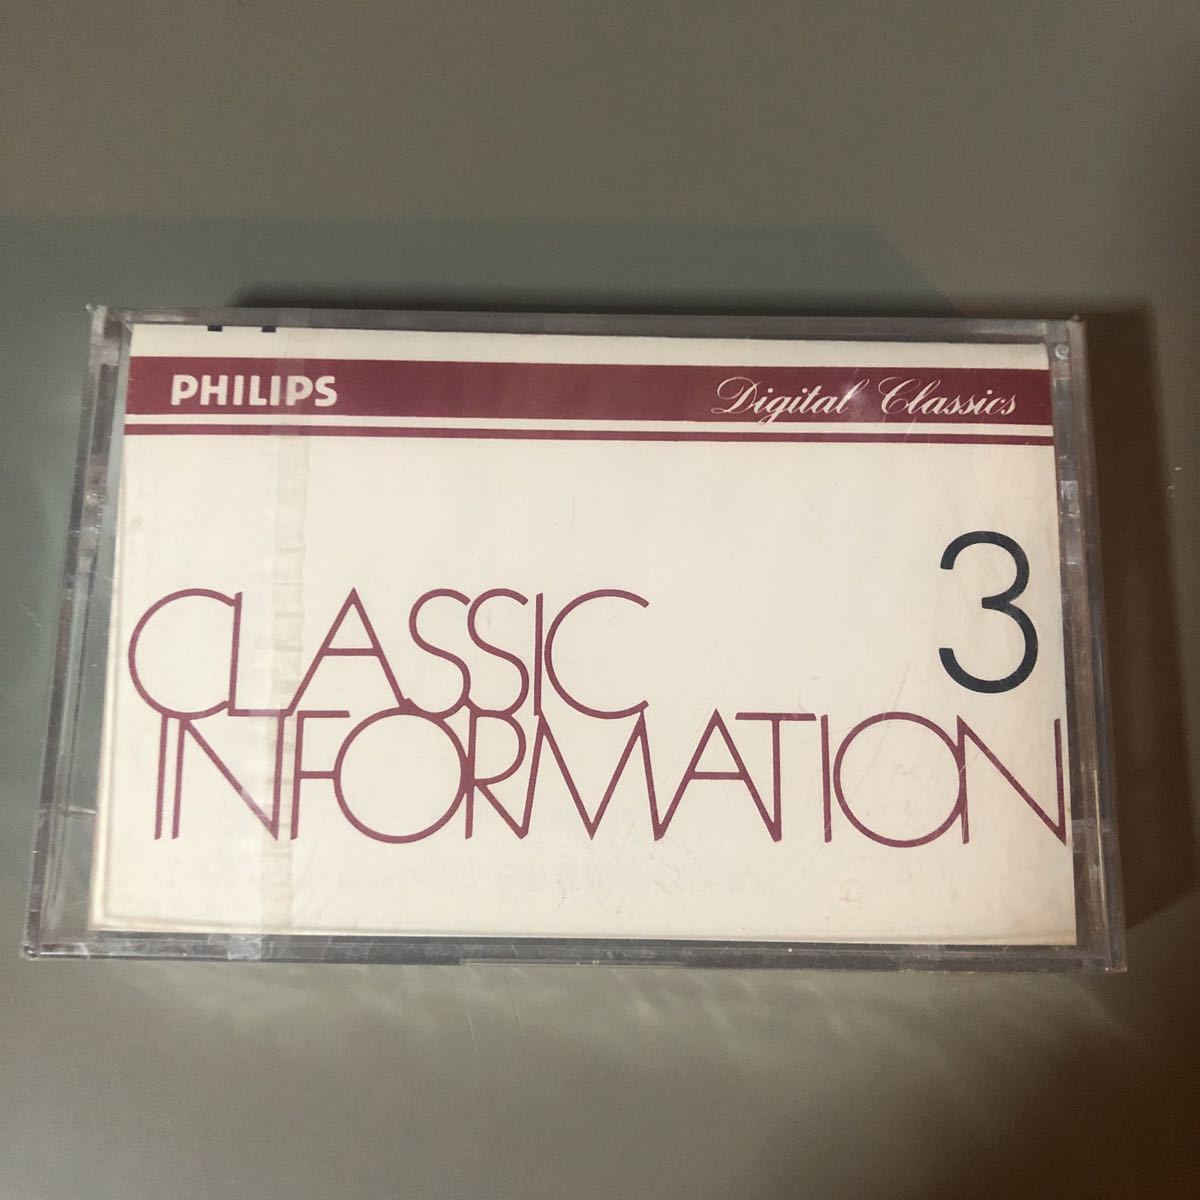 PHILIPS Digital Classics
3
CLASSIC
INFORMATION